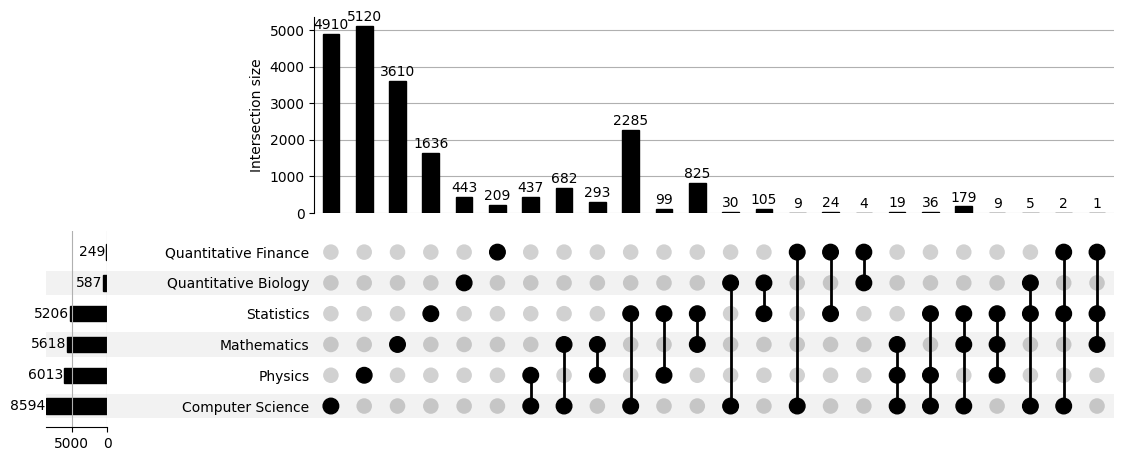 4910 5120 3610 1636 443 209 437 682 293 2285 99 825 30 105 9 24 4 19 36 179 9 5 2 1
Intersection size
5000
4000
3000
2000
1000
0
249 Quantitative Finance
587 Quantitative Biology
5206 Statistics
5618 Mathematics
6013 Physics
8594 Computer Science
5000 0